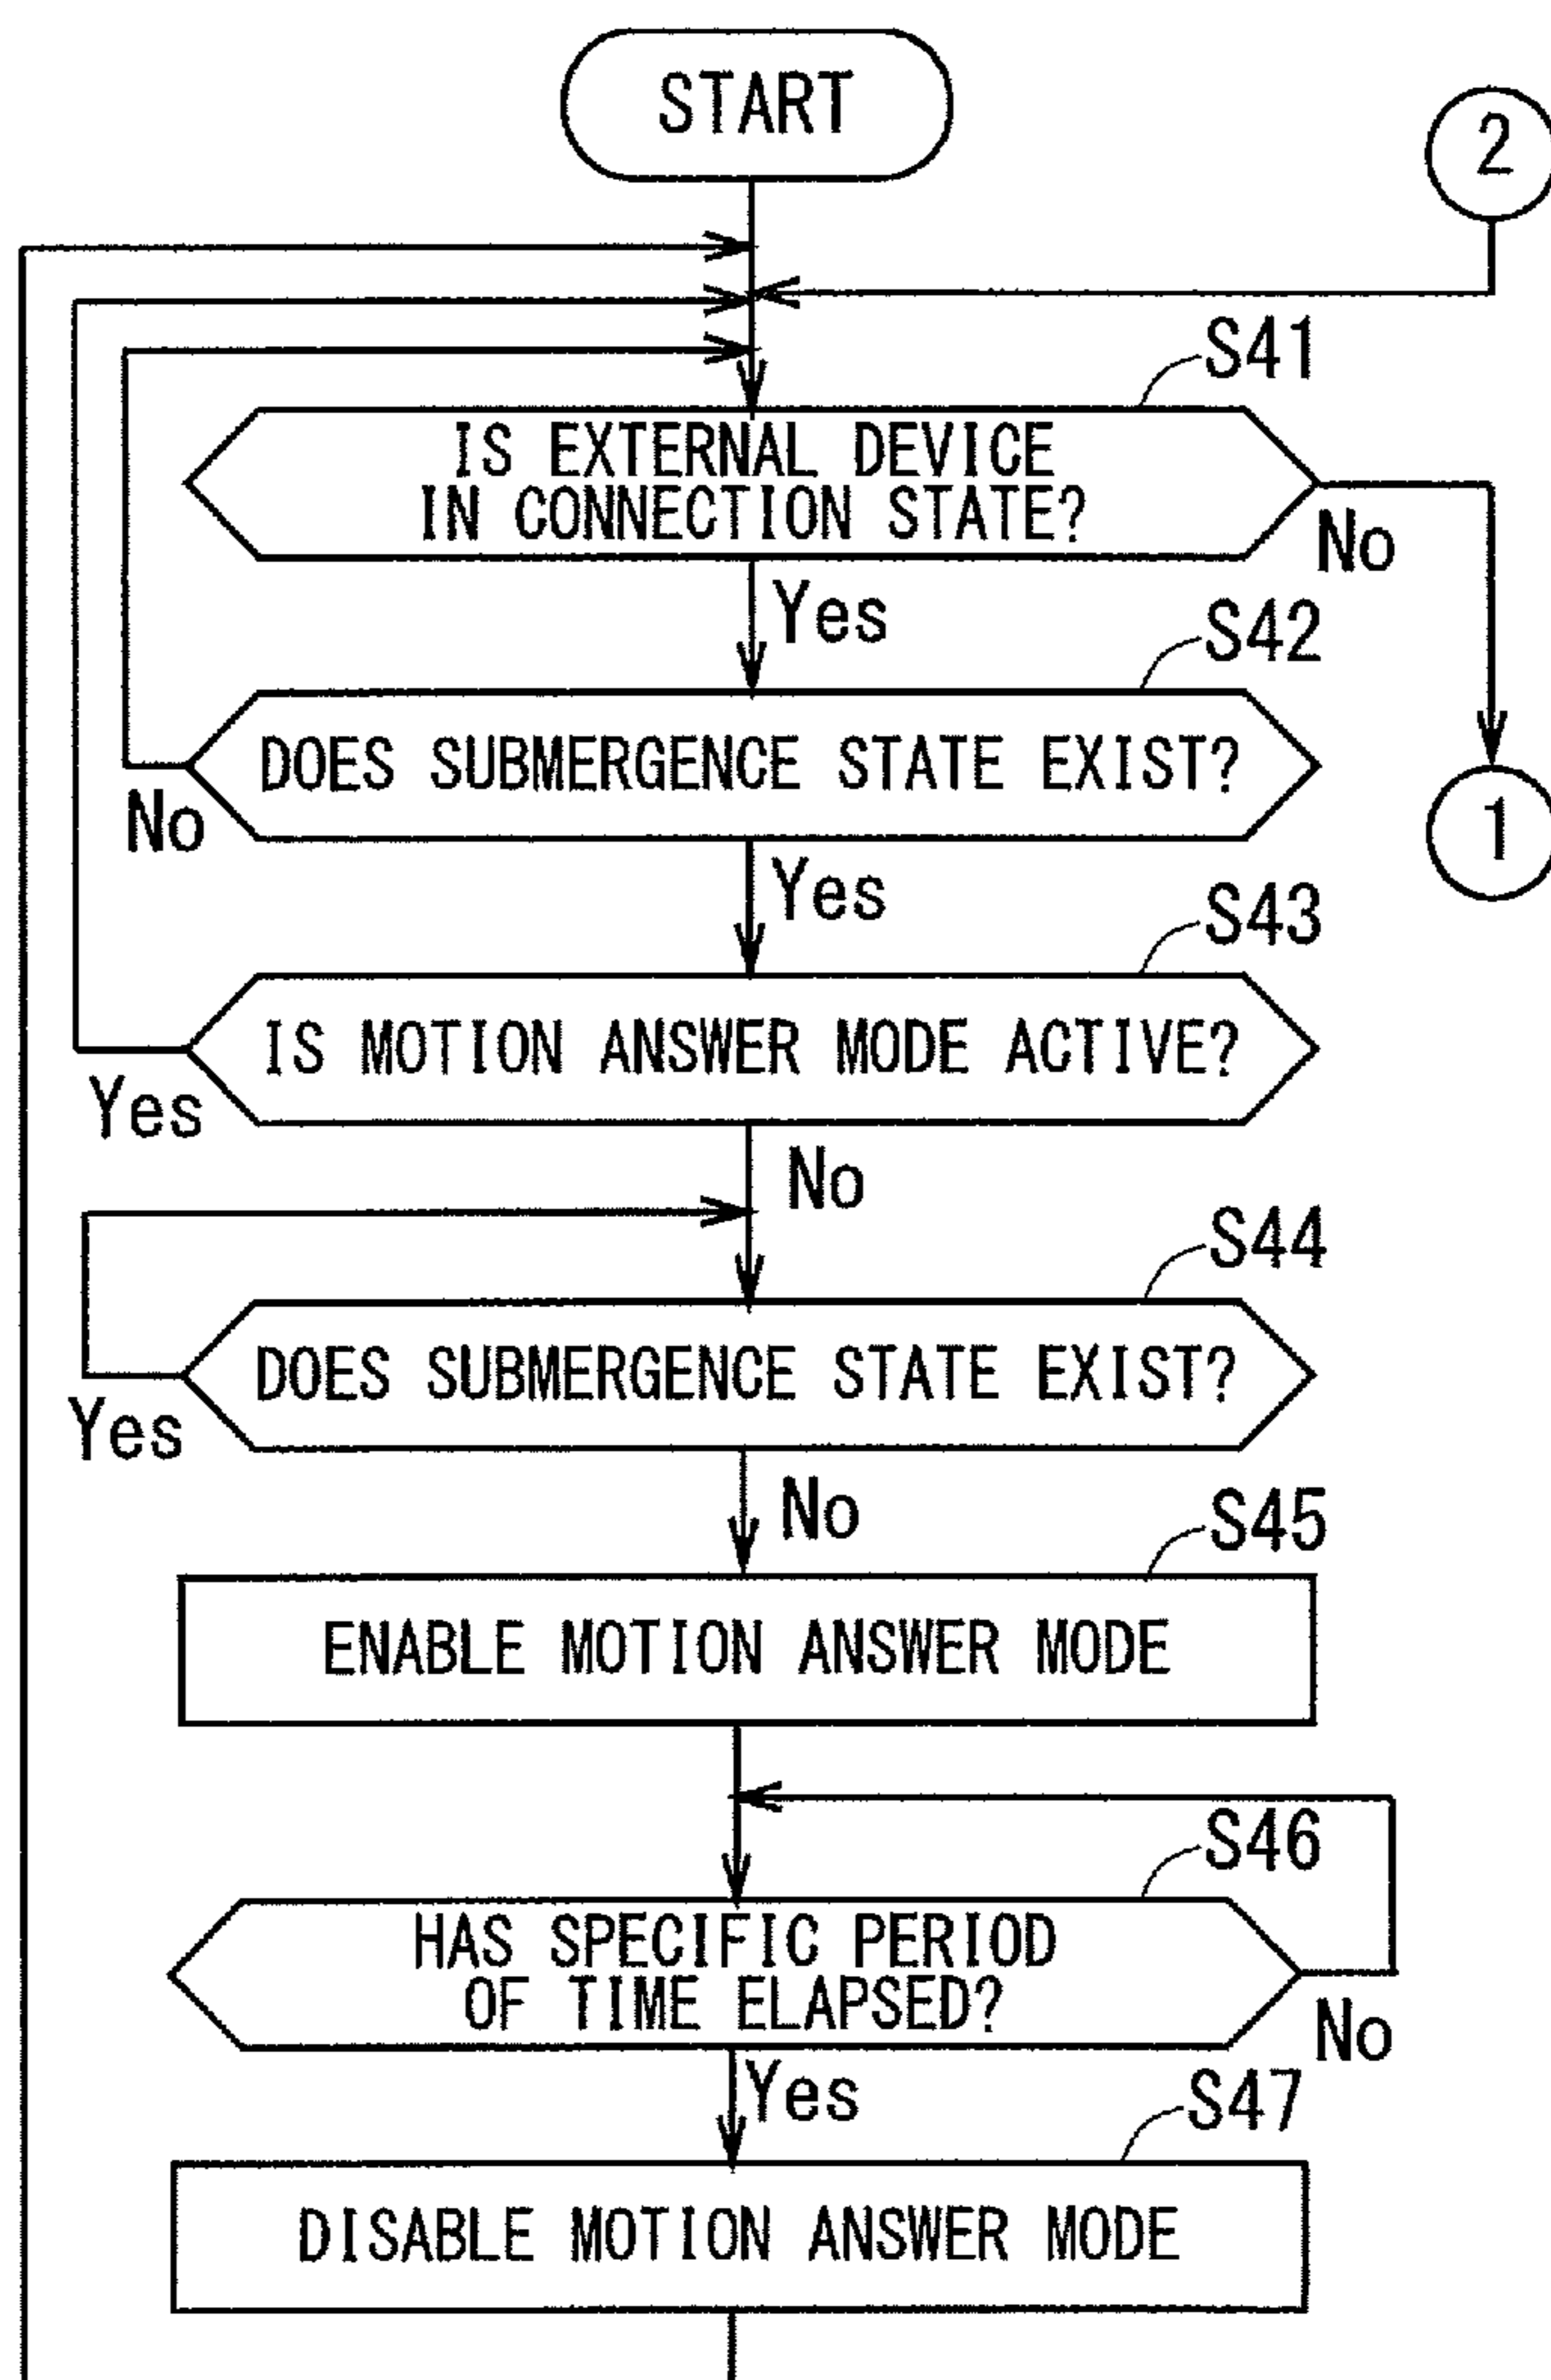 START
2
S41
IS EXTERNAL DEVICE
IN CONNECTION STATE?
No
Yes
S42
DOES SUBMERGENCE STATE EXIST?
No
1
Yes
S43
IS MOTION ANSWER MODE ACTIVE?
Yes
No
S44
DOES SUBMERGENCE STATE EXIST?
Yes
No
S45
ENABLE MOTION ANSWER MODE
S46
HAS SPECIFIC PERIOD
OF TIME ELAPSED?
No
Yes
S47
DISABLE MOTION ANSWER MODE